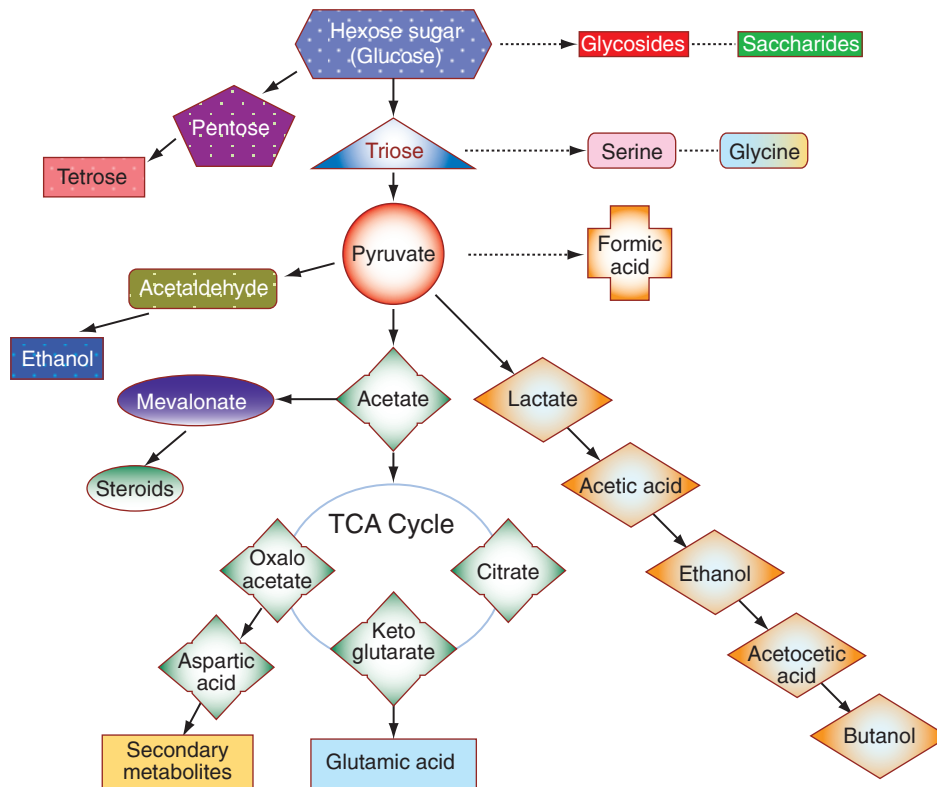 Hexose sugar
(Glucose)
Glycosides
Saccharides
Pentose
Triose
Serine
Glycine
Tetrose
Pyruvate
Formic
acid
Acetaldehyde
Ethanol
Mevalonate
Acetate
Lactate
Steroids
Acetic acid
TCA Cycle
Oxalo
acetate
Citrate
Ethanol
Keto
glutarate
Aspartic
acid
Acetocetic
acid
Butanol
Secondary
metabolites
Glutamic acid